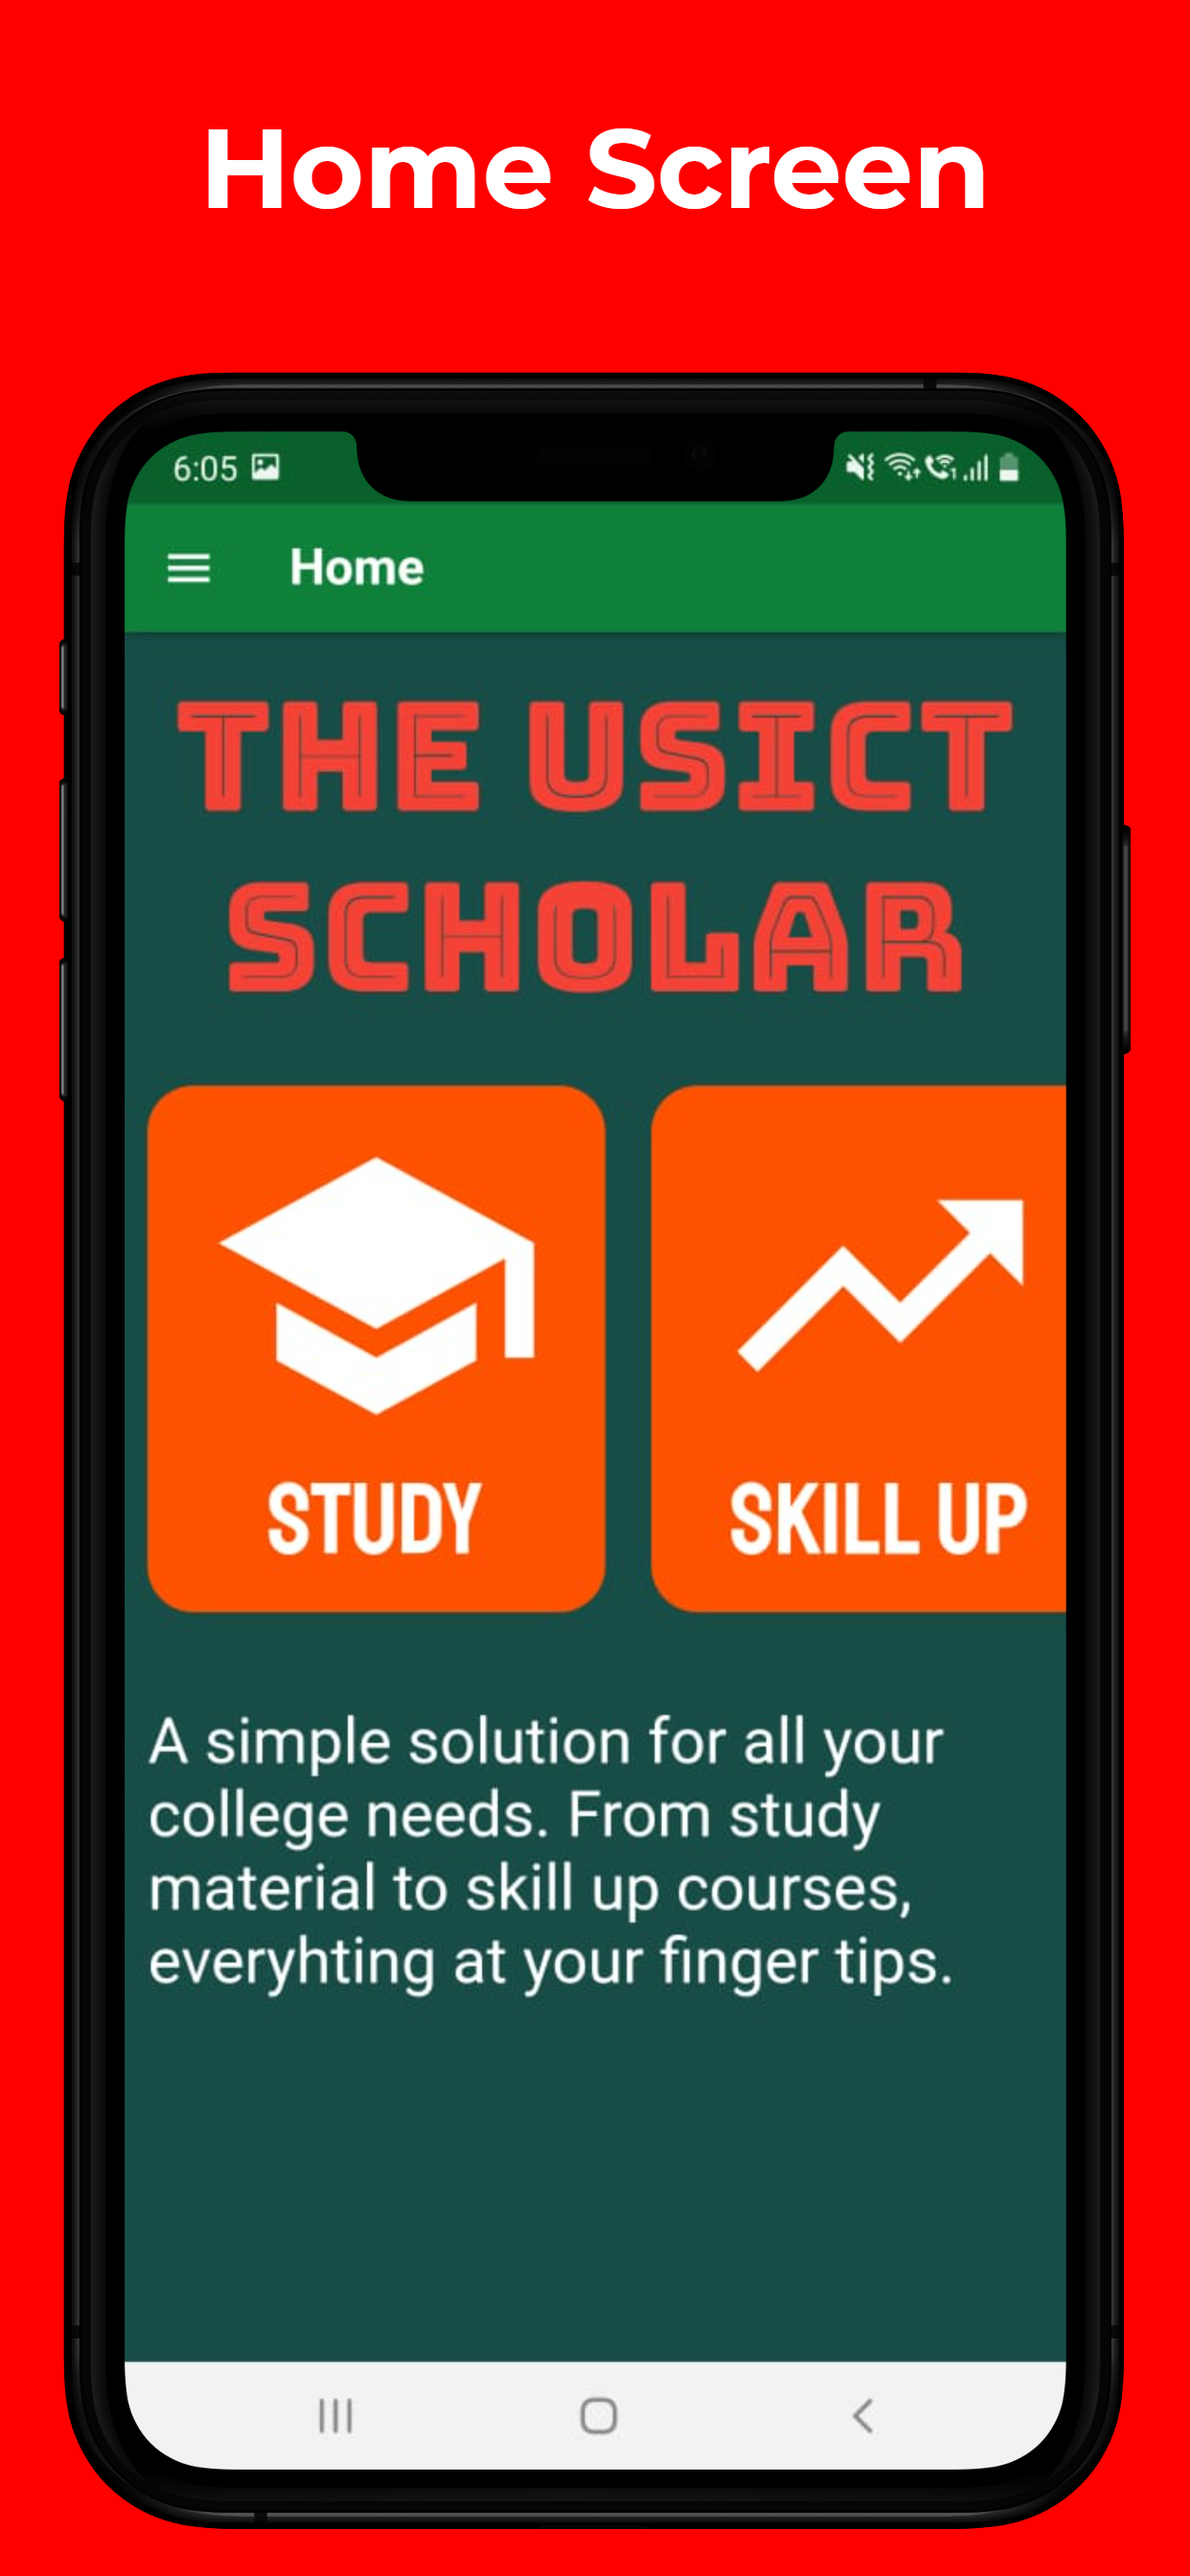 Home Screen
6:05
Home
THE USICT
SCHOLAR
STUDY
SKILL UP
A simple solution for all your
college needs. From study
material to skill up courses,
everyhting at your finger tips.